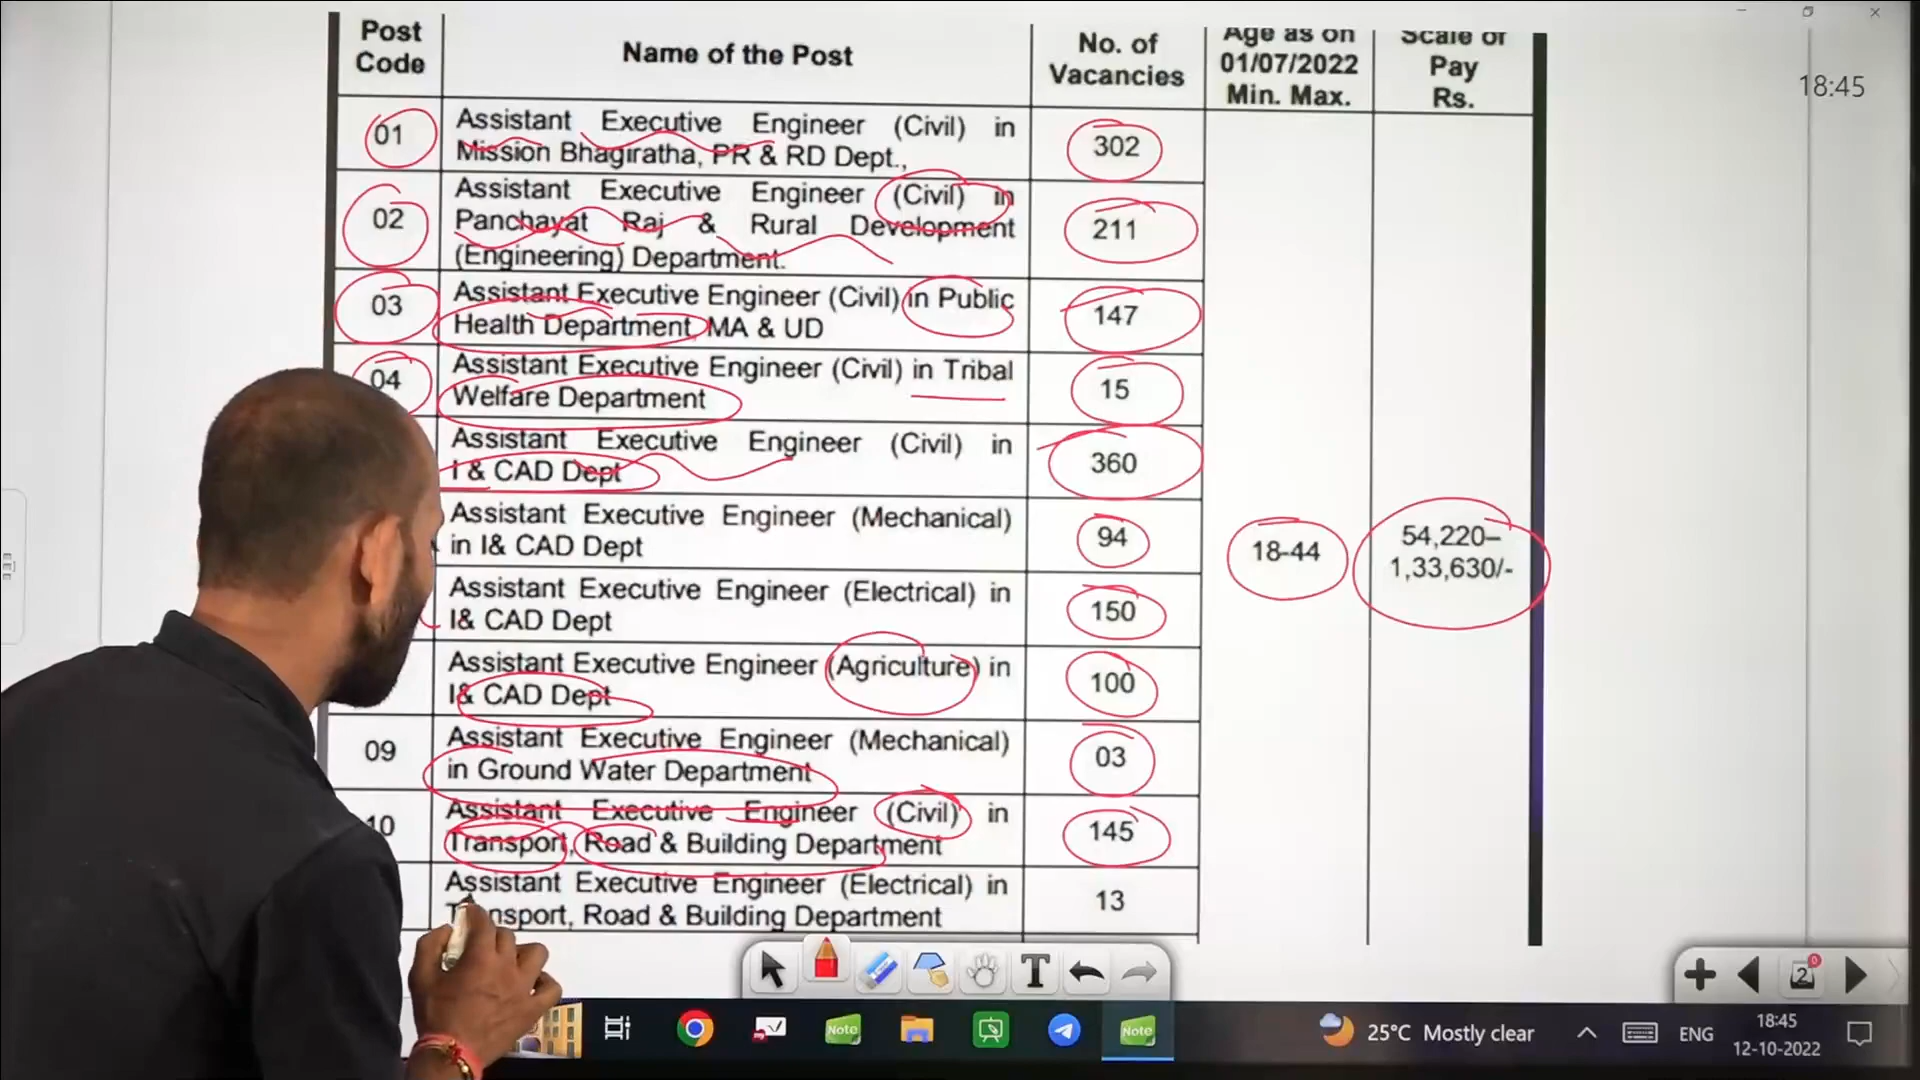 Post
Code
Name of the Post
No. of
Vacancies
Age as on
01/07/2022
Min. Max.
Scale of
Pay
Rs.
18:45
01
Assistant Executive Engineer (Civil) in
Mission Bhagiratha, PR & RD Dept.,
302
02
Assistant Executive Engineer (Civil) in
Panchayat Raj & Rural Development
(Engineering) Department.
211
03
Assistant Executive Engineer (Civil) in Public
Health Department MA & UD
147
04
Assistant Executive Engineer (Civil) in Tribal
Welfare Department
15
Assistant Executive Engineer (Civil) in
I & CAD Dept
360
Assistant Executive Engineer (Mechanical)
in I& CAD Dept
94
18-44
54,220–
1,33,630/-
Assistant Executive Engineer (Electrical) in
I& CAD Dept
150
Assistant Executive Engineer (Agriculture) in
I& CAD Dept
100
09
Assistant Executive Engineer (Mechanical)
in Ground Water Department
03
10
Assistant Executive Engineer (Civil) in
Transport, Road & Building Department
145
Assistant Executive Engineer (Electrical) in
Road & Building Department
13
T
2
0
Note
Note
25°C Mostly clear
ENG
18:45
12-10-2022